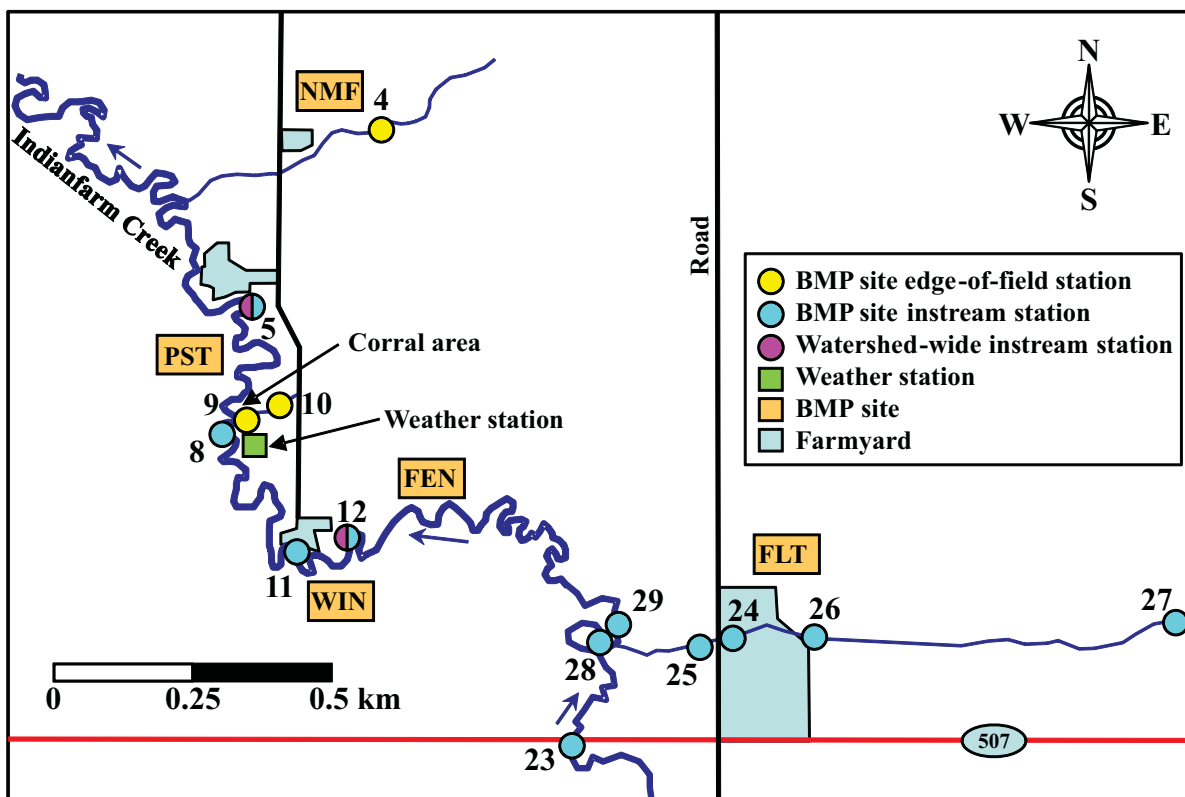 NMF
4
N
W
E
S
Indianfarm Creek
Road
BMP site edge-of-field station
BMP site instream station
Watershed-wide instream station
Weather station
BMP site
Farmyard
5
PST
Corral area
9
10
Weather station
8
FEN
12
11
WIN
FLT
29
24
26
27
28
25
0
0.25
0.5 km
23
507